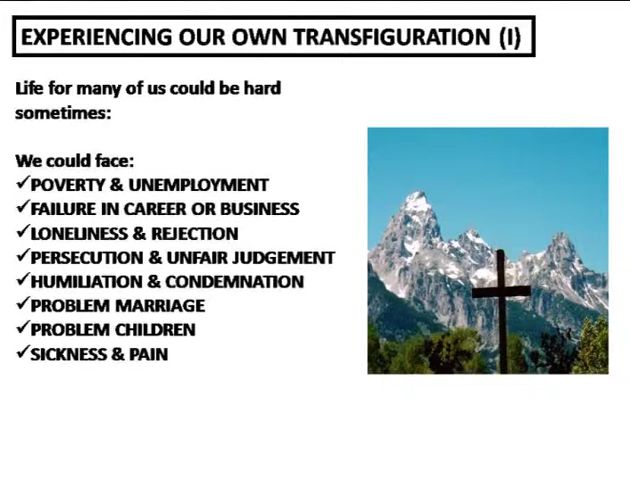 EXPERIENCING OUR OWN TRANSFIGURATION (I)
Life for many of us could be hard
sometimes:
We could face:
✓POVERTY & UNEMPLOYMENT
✓FAILURE IN CAREER OR BUSINESS
✓LONELINESS & REJECTION
✓PERSECUTION & UNFAIR JUDGEMENT
✓HUMILIATION & CONDEMNATION
✓PROBLEM MARRIAGE
✓PROBLEM CHILDREN
✓SICKNESS & PAIN